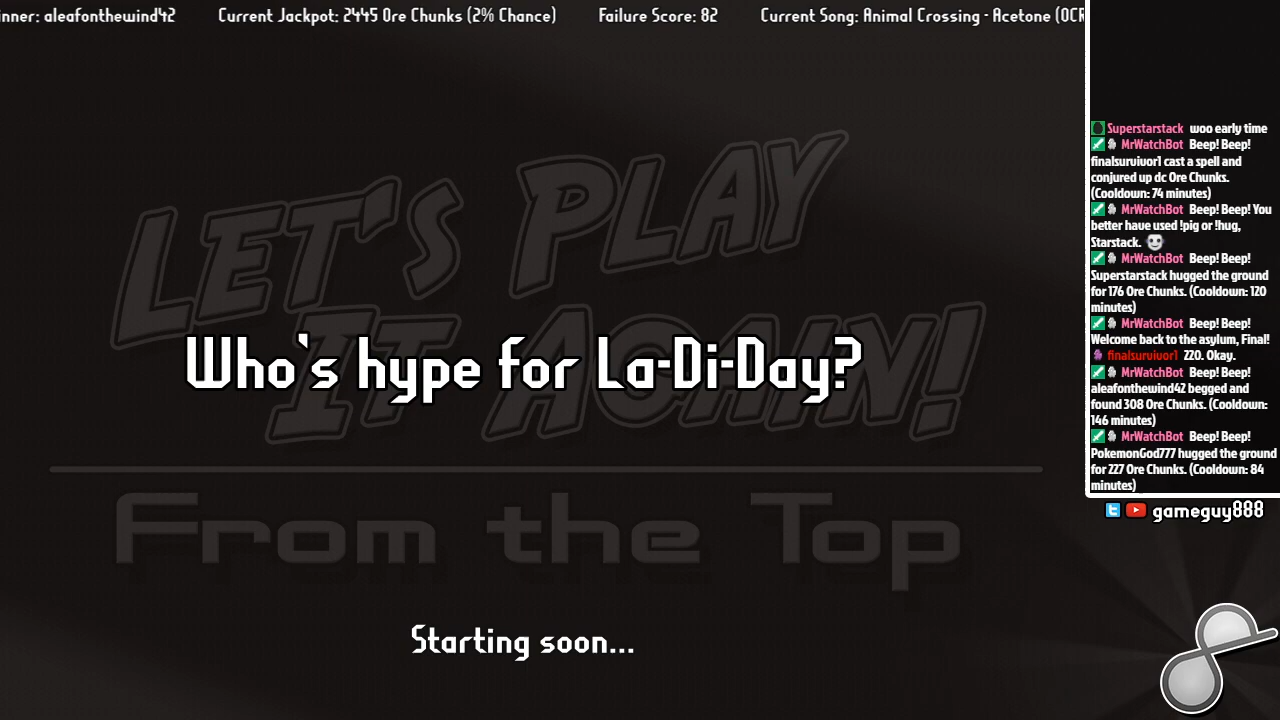 inner: aleafonthewind42 Current Jackpot: 2445 Ore Chunks (2% Chance) Failure Score: 82 Current Song: Animal Crossing - Acetone (OCR
LET'S PLAY
IT AGAIN!
Who's hype for La-Di-Day?
From the Top
Starting soon...
Superstarstack woo early time
MrWatchBot Beep! Beep!
finalsurvivor1 cast a spell and
conjured up dc Ore Chunks.
(Cooldown: 74 minutes)
MrWatchBot Beep! Beep! You
better have used !pig or !hug,
Starstack.
MrWatchBot Beep! Beep!
Superstarstack hugged the ground
for 176 Ore Chunks. (Cooldown: 120
minutes)
MrWatchBot Beep! Beep!
Welcome back to the asylum, Final!
finalsurvivor1 220. Okay.
MrWatchBot Beep! Beep!
aleafonthewind42 begged and
found 308 Ore Chunks. (Cooldown:
146 minutes)
MrWatchBot Beep! Beep!
PokemonGod777 hugged the ground
for 227 Ore Chunks. (Cooldown: 84
minutes)
gameguy888